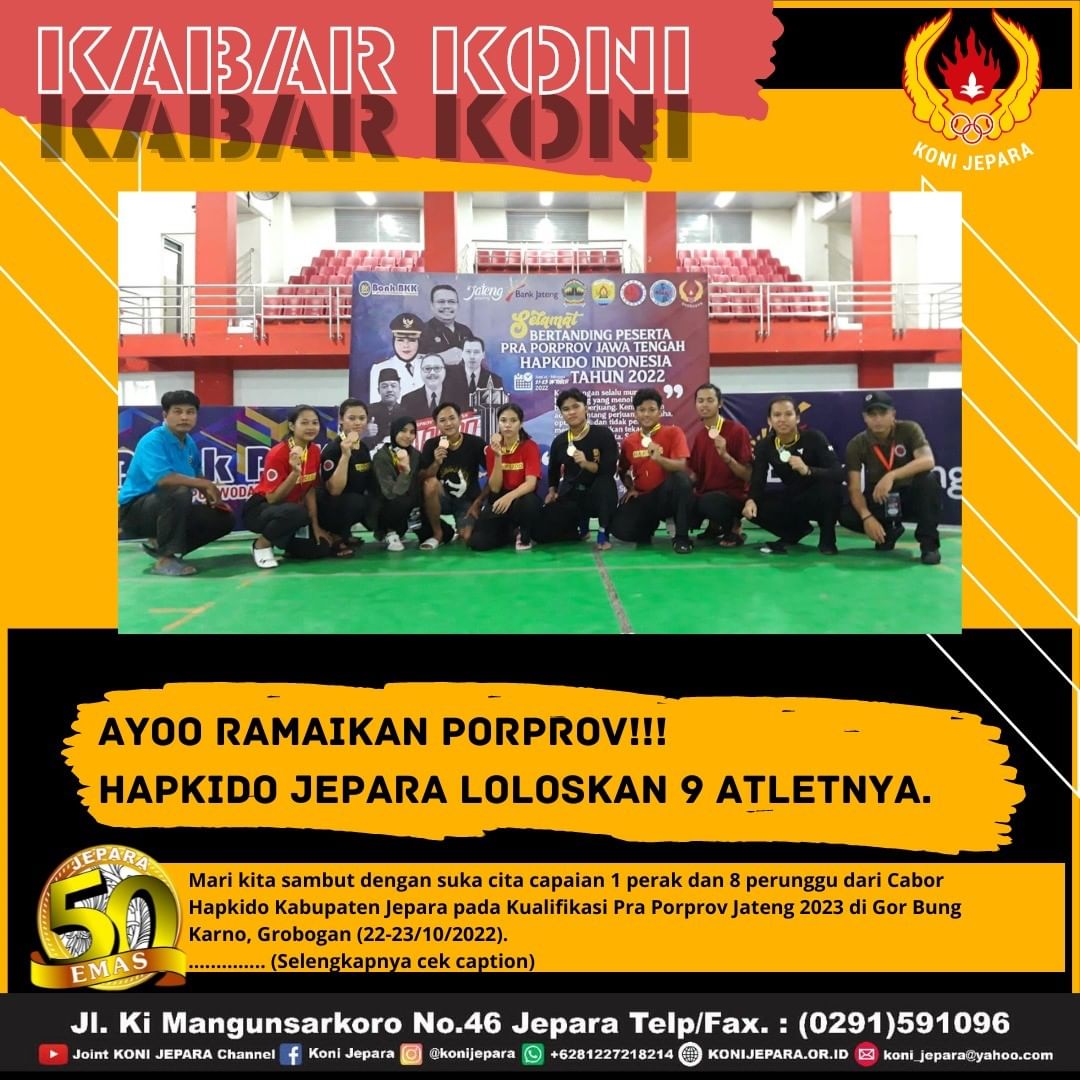 KABAR KONI
KABAR KONI
KONI JEPARA
Bank BKK
Jateng
Bank Jateng
Selamat
BERTANDING PESERTA
PRA PORPROV JAWA TENGAH
HAPKIDO INDONESIA
TAHUN 2022
AYOO RAMAIKAN PORPROV!!!
HAPKIDO JEPARA LOLOSKAN 9 ATLETNYA.
JEPARA
50
EMAS
Mari kita sambut dengan suka cita capaian 1 perak dan 8 perunggu dari Cabor
Hapkido Kabupaten Jepara pada Kualifikasi Pra Porprov Jateng 2023 di Gor Bung
Karno, Grobogan (22-23/10/2022).
.............. (Selengkapnya cek caption)
Jl. Ki Mangunsarkoro No.46 Jepara Telp/Fax. : (0291)591096
Joint KONI JEPARA Channel Koni Jepara @konijepara +6281227218214 KONIJEPARA.OR.ID koni_jepara@yahoo.com